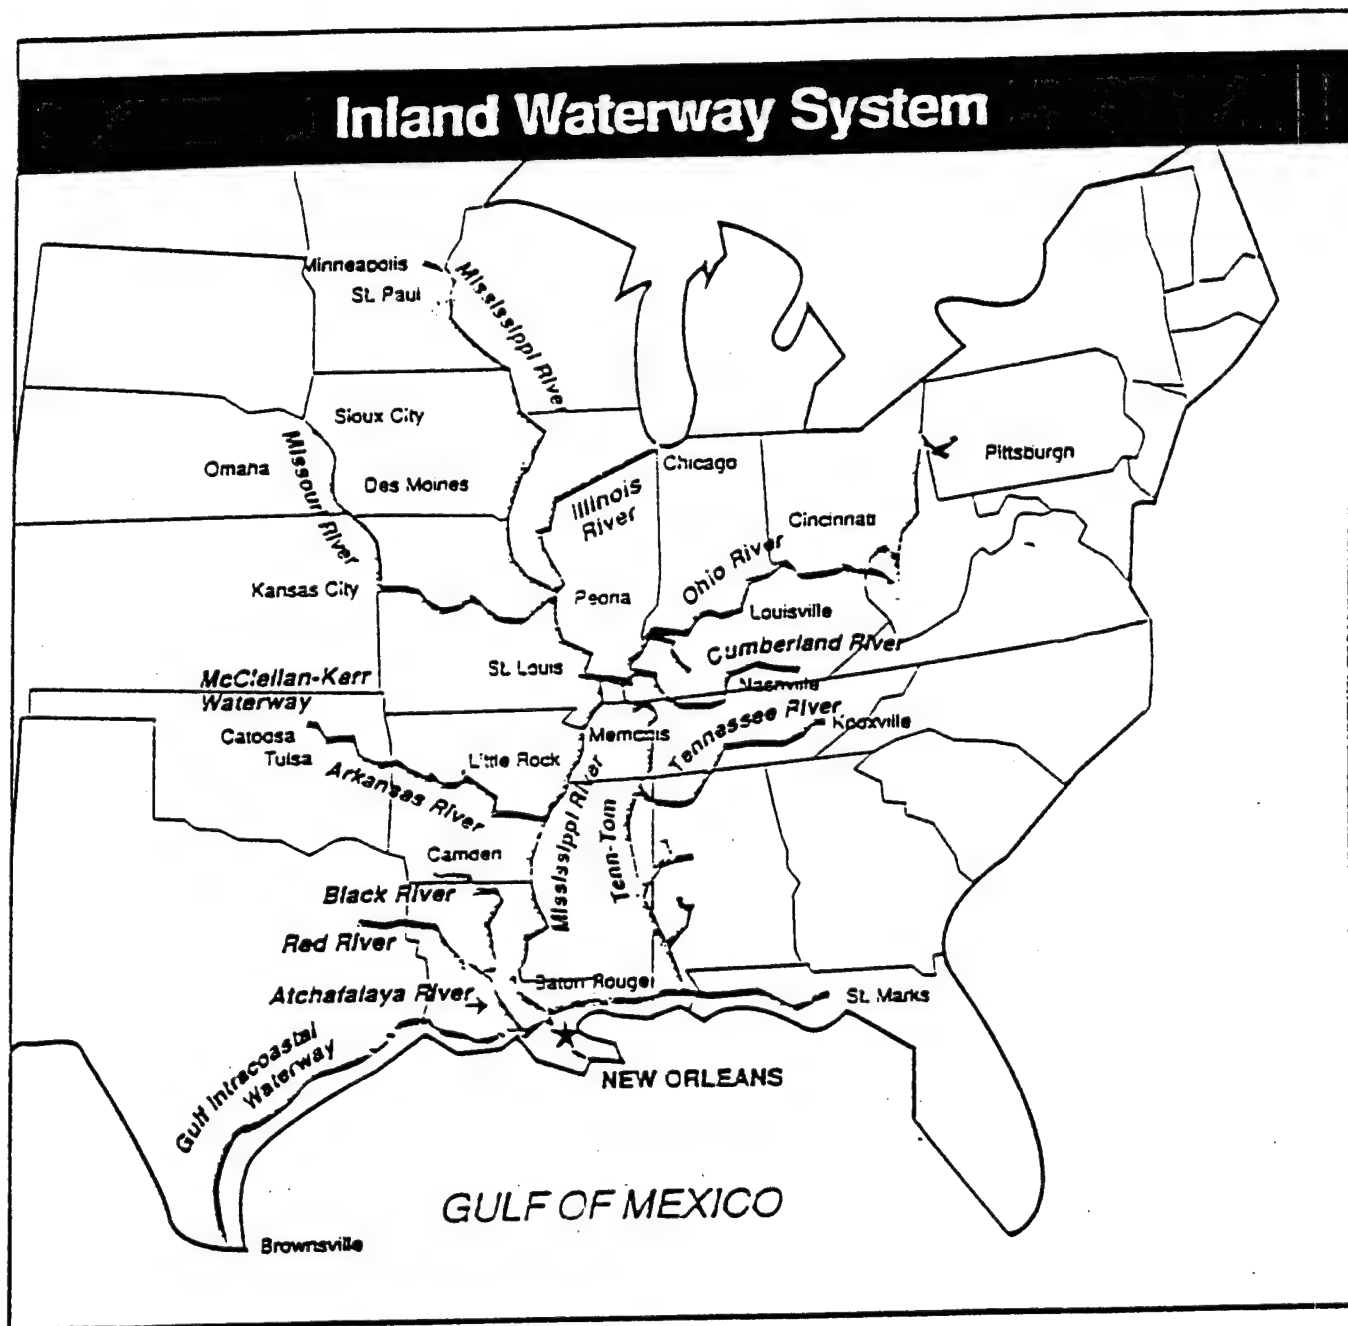 Inland Waterway System
Minneapolis
St. Paul
Mississippi River
Sioux City
Omaha
Missouri River
Des Moines
Chicago
Pittsburgh
Illinois
River
Cincinnati
Ohio River
Kansas City
Peoria
Louisville
Cumberland River
St. Louis
McClellan-Kerr
Waterway
Nashville
Catoosa
Tulsa
Memphis
Tennessee River
Knoxville
Little Rock
Arkansas River
Mississippi River
Tenn-Tom
Camden
Black River
Red River
Baton Rouge
Atchafalaya River
St. Marks
Gulf Intracoastal
Waterway
NEW ORLEANS
GULF OF MEXICO
Brownsville